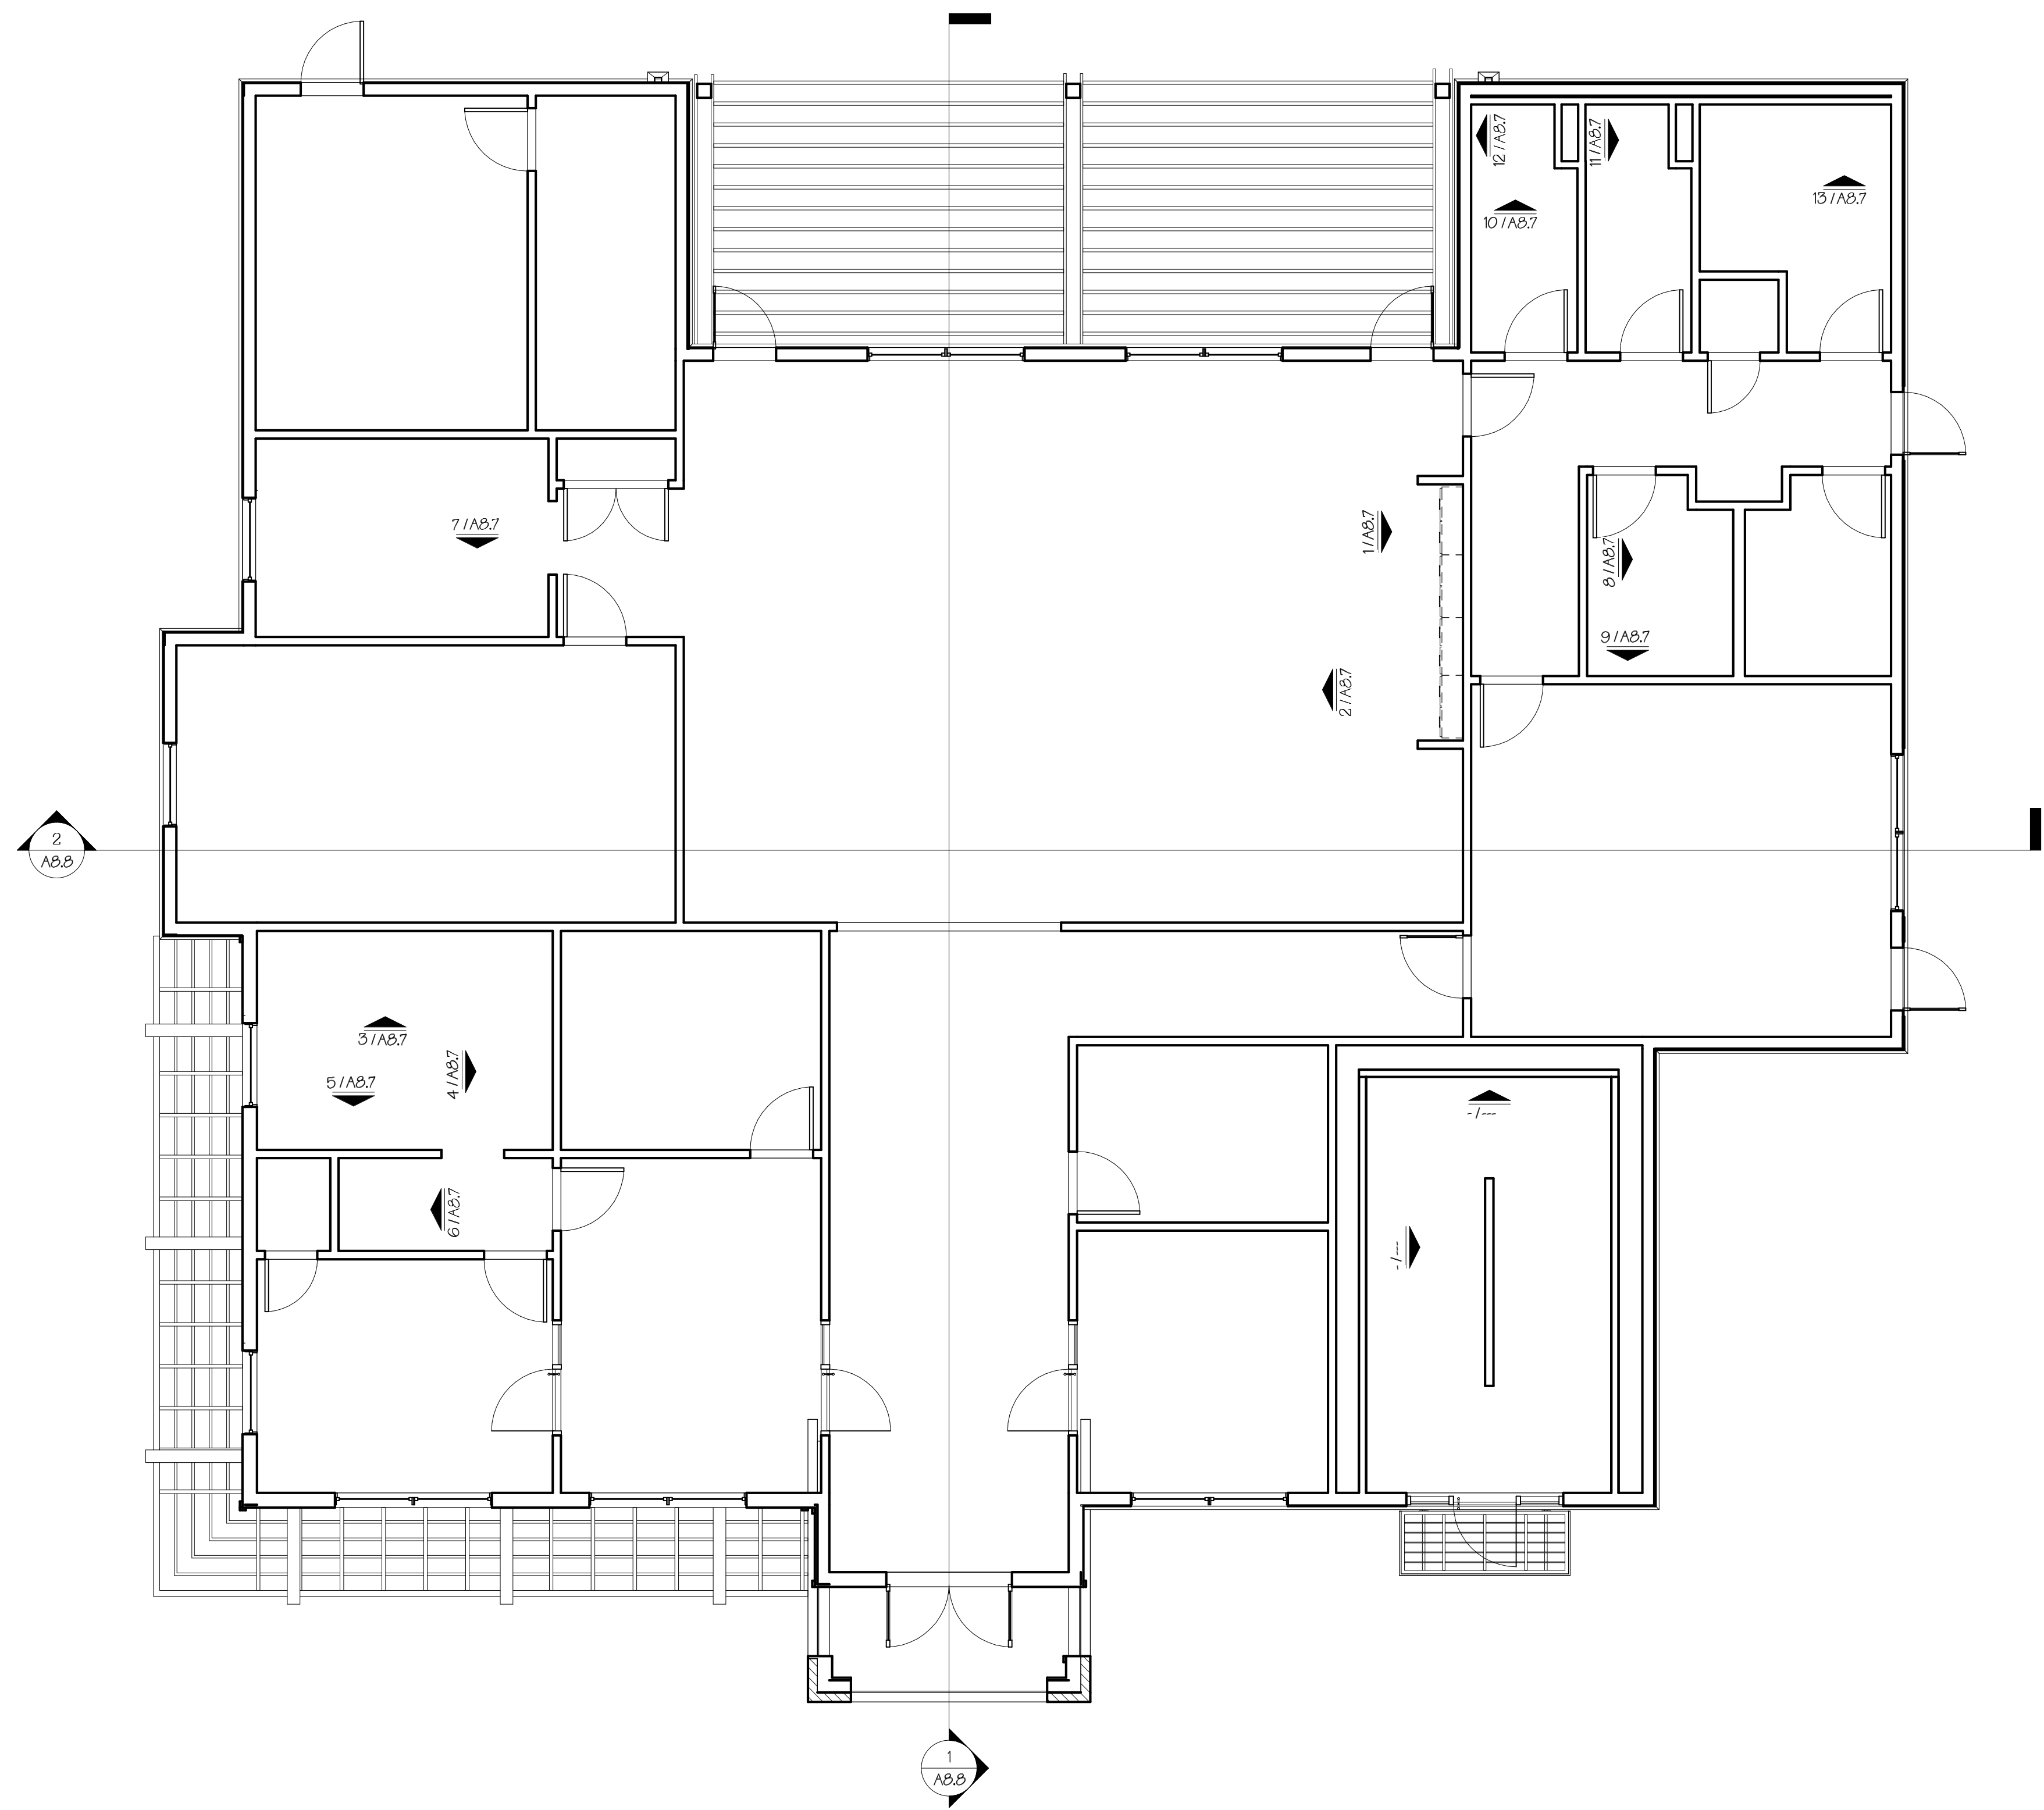 12 / A8.7
11 / A8.7
13 / A8.7
10 / A8.7
7 / A8.7
1 / A8.7
8 / A8.7
9 / A8.7
2 / A8.7
2
A8.8
3 / A8.7
4 / A8.7
5 / A8.7
- / ---
6 / A8.7
- / ---
1
A8.8